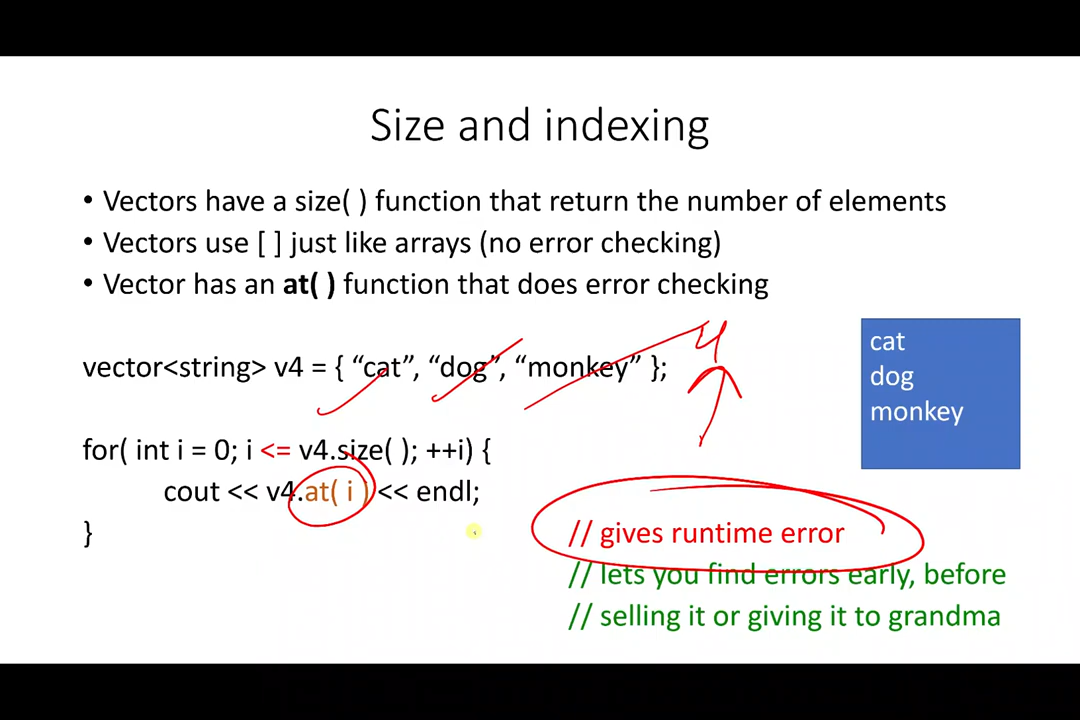 Size and indexing
• Vectors have a size( ) function that return the number of elements
• Vectors use [ ] just like arrays (no error checking)
• Vector has an at( ) function that does error checking
vector<string> v4 = { “cat”, “dog”, “monkey” };
for( int i = 0; i <= v4.size( ); ++i) {
cout << v4.at( i ) << endl;
}
cat
dog
monkey
// gives runtime error
// lets you find errors early, before
// selling it or giving it to grandma